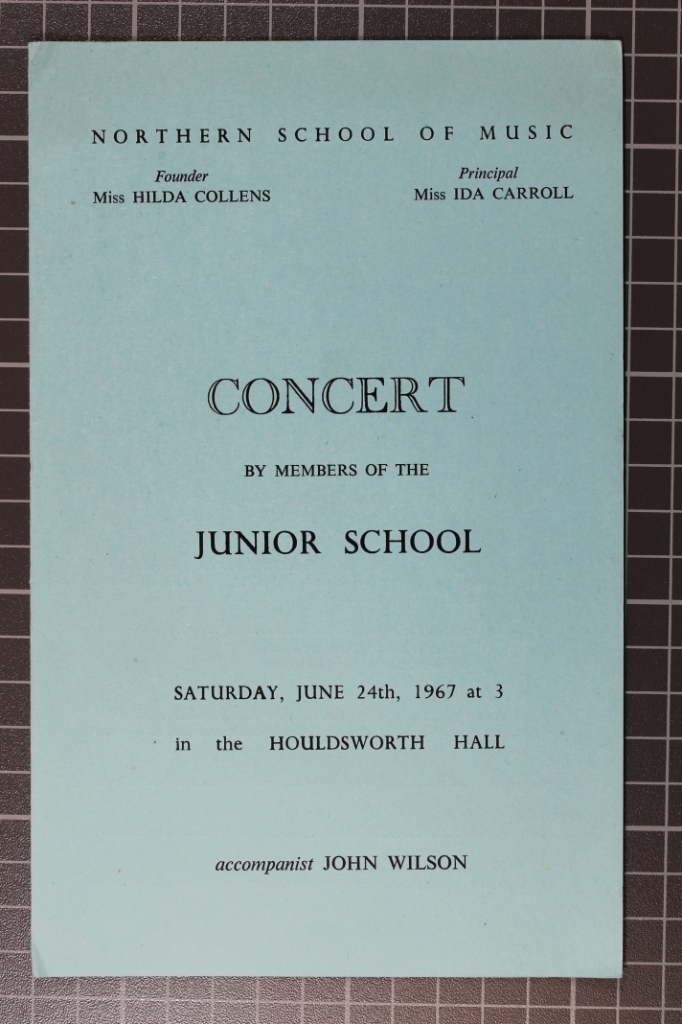 NORTHERN SCHOOL OF MUSIC
Founder
Miss HILDA COLLENS
Principal
Miss IDA CARROLL
CONCERT
BY MEMBERS OF THE
JUNIOR SCHOOL
SATURDAY, JUNE 24th, 1967 at 3
in the HOULDSWORTH HALL
accompanist JOHN WILSON